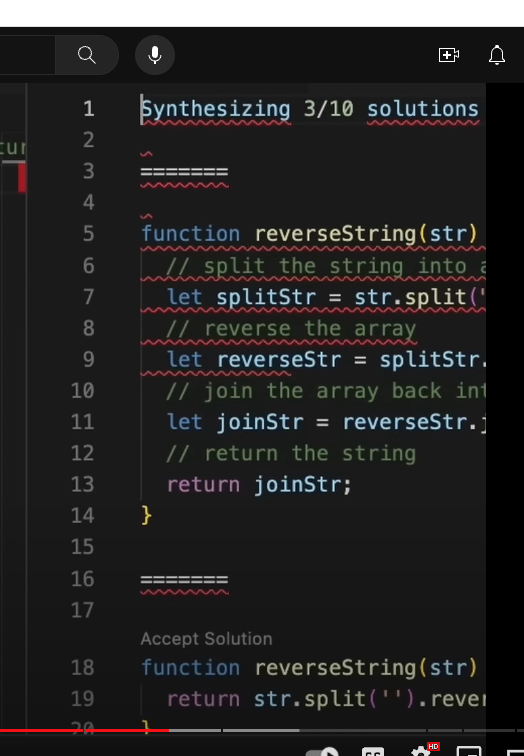 tur
1 Synthesizing 3/10 solutions
2
3 =======
4
5 function reverseString(str)
6 // split the string into a
7 let splitStr = str.split('
8 // reverse the array
9 let reverseStr = splitStr.
10 // join the array back int
11 let joinStr = reverseStr.j
12 // return the string
13 return joinStr;
14 }
15
16 =======
17
Accept Solution
18 function reverseString(str)
19 return str.split('').rever
20 }
HD